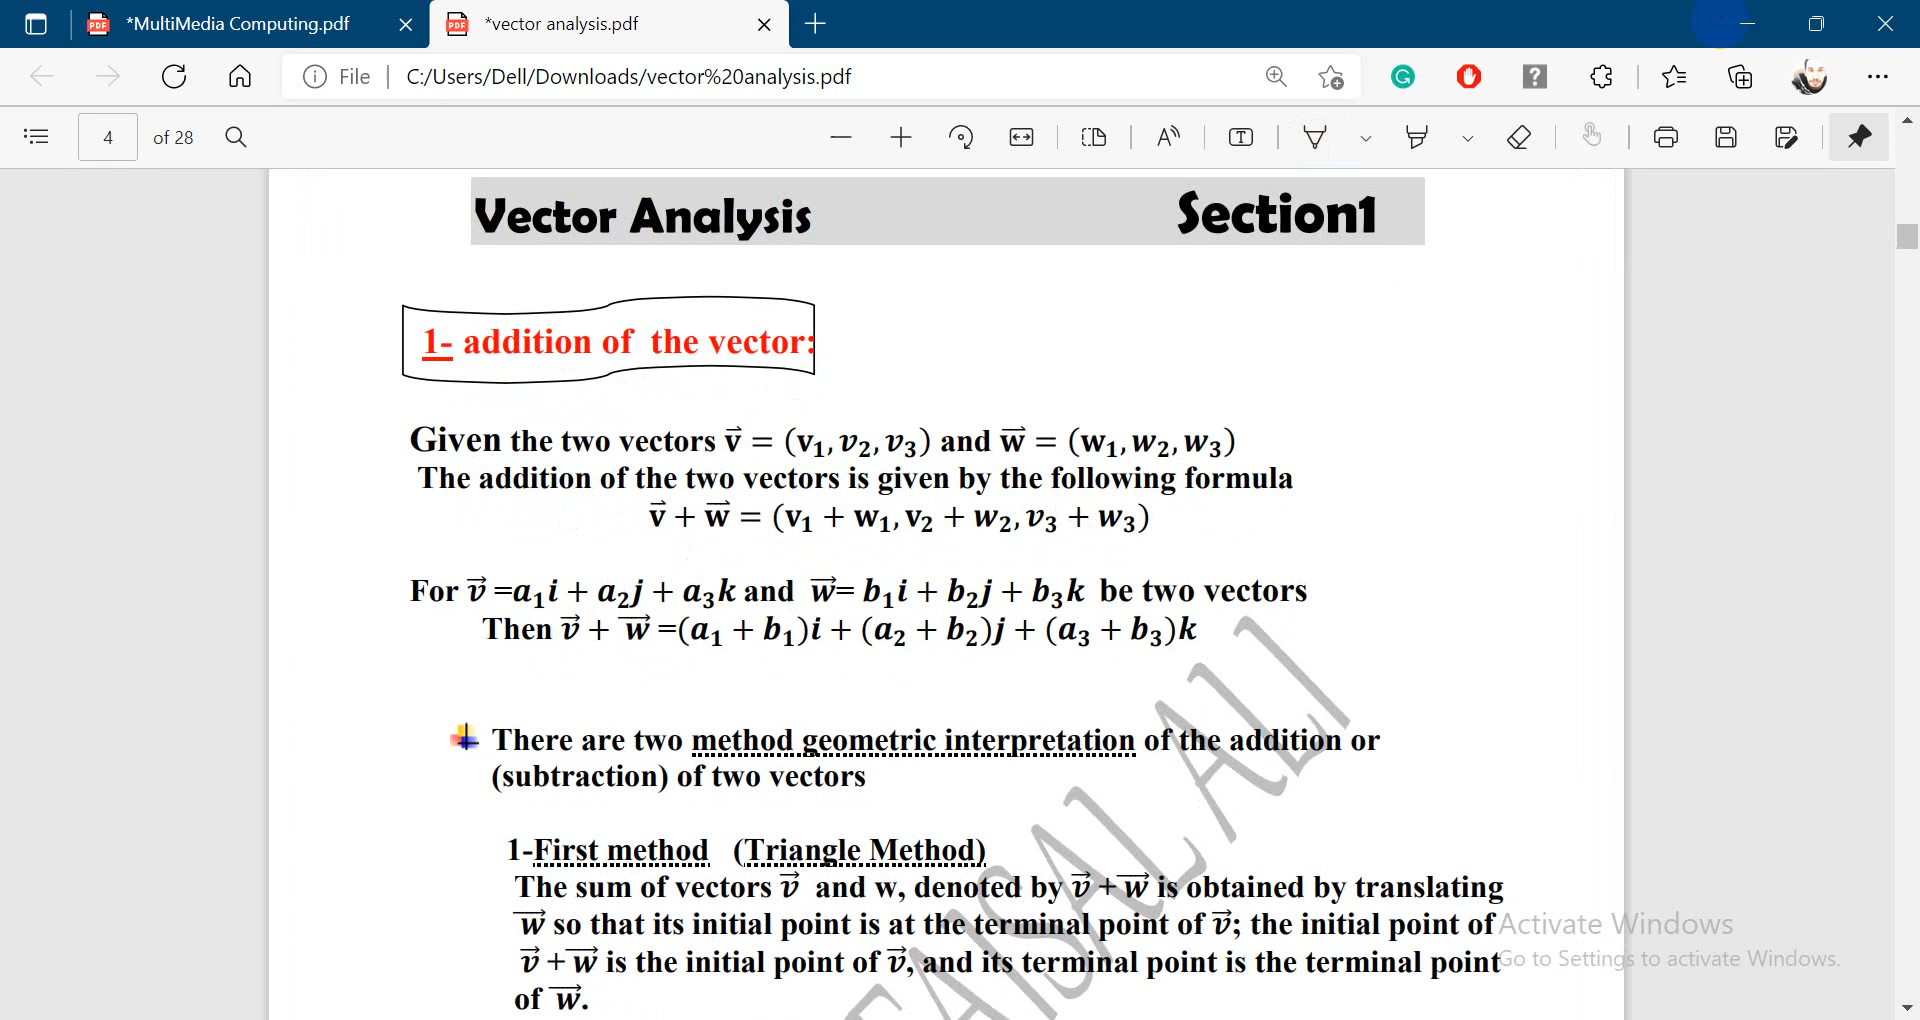 *MultiMedia Computing.pdf
*vector analysis.pdf
File
C:/Users/Dell/Downloads/vector%20analysis.pdf
4 of 28
Vector Analysis Section1
1- addition of the vector:
Given the two vectors v⃗ = (v₁, v₂, v₃) and w⃗ = (w₁, w₂, w₃)
The addition of the two vectors is given by the following formula
v⃗ + w⃗ = (v₁ + w₁, v₂ + w₂, v₃ + w₃)
For v⃗ =a₁i + a₂j + a₃k and w⃗= b₁i + b₂j + b₃k be two vectors
Then v⃗ + w⃗ =(a₁ + b₁)i + (a₂ + b₂)j + (a₃ + b₃)k
There are two method geometric interpretation of the addition or
(subtraction) of two vectors
1-First method (Triangle Method)
The sum of vectors v⃗ and w, denoted by v⃗ +w⃗ is obtained by translating
w⃗ so that its initial point is at the terminal point of v⃗; the initial point of
v⃗ +w⃗ is the initial point of v⃗, and its terminal point is the terminal point
of w⃗.
FAISAL ALI
Activate Windows
Go to Settings to activate Windows.